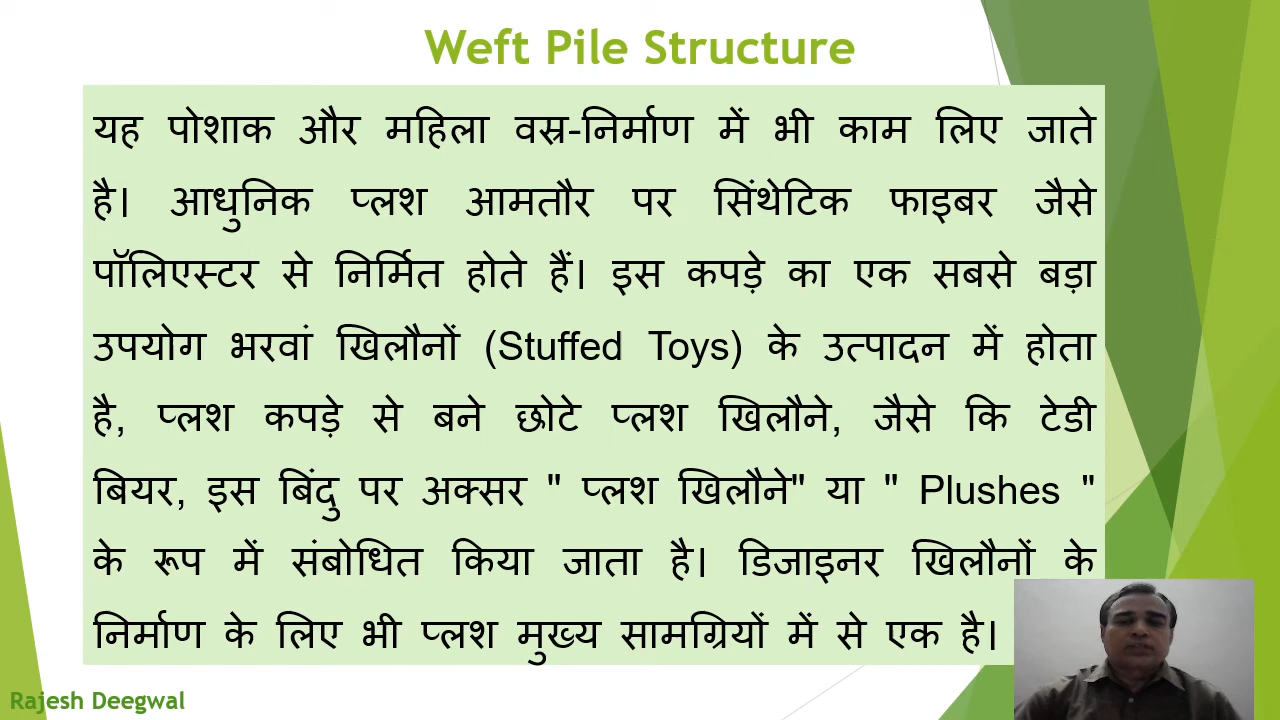 Weft Pile Structure
यह पोशाक और महिला वस्र-निर्माण में भी काम लिए जाते
है। आधुनिक प्लश आमतौर पर सिंथेटिक फाइबर जैसे
पॉलिएस्टर से निर्मित होते हैं। इस कपड़े का एक सबसे बड़ा
उपयोग भरवां खिलौनों (Stuffed Toys) के उत्पादन में होता
है, प्लश कपड़े से बने छोटे प्लश खिलौने, जैसे कि टेडी
बियर, इस बिंदु पर अक्सर " प्लश खिलौने" या " Plushes "
के रूप में संबोधित किया जाता है। डिजाइनर खिलौनों के
निर्माण के लिए भी प्लश मुख्य सामग्रियों में से एक है।
Rajesh Deegwal